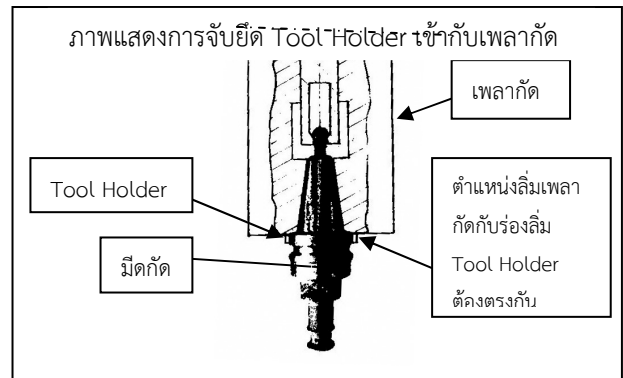 ภาพแสดงการจับยึด Tool Holder เข้ากับเพลากัด
เพลากัด
Tool Holder
มีดกัด
ตำแหน่งลิ่มเพลา
กัดกับร่องลิ่ม
Tool Holder
ต้องตรงกัน